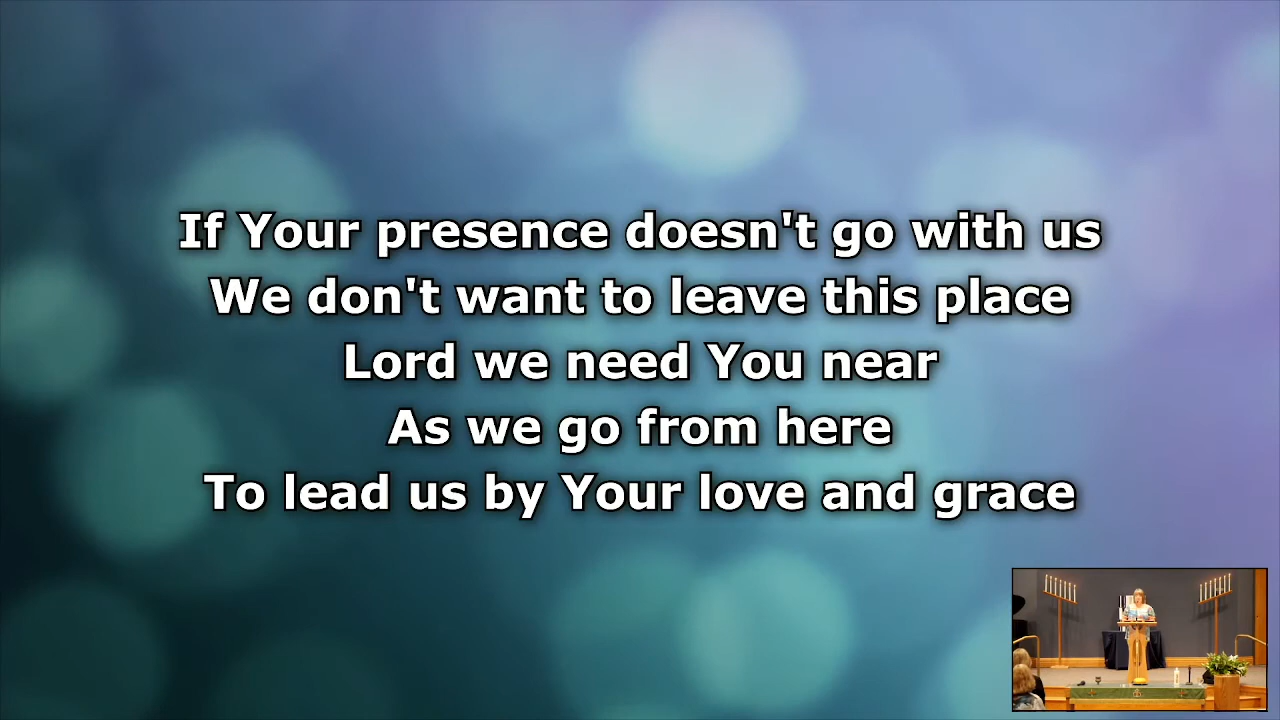 If Your presence doesn't go with us
We don't want to leave this place
Lord we need You near
As we go from here
To lead us by Your love and grace